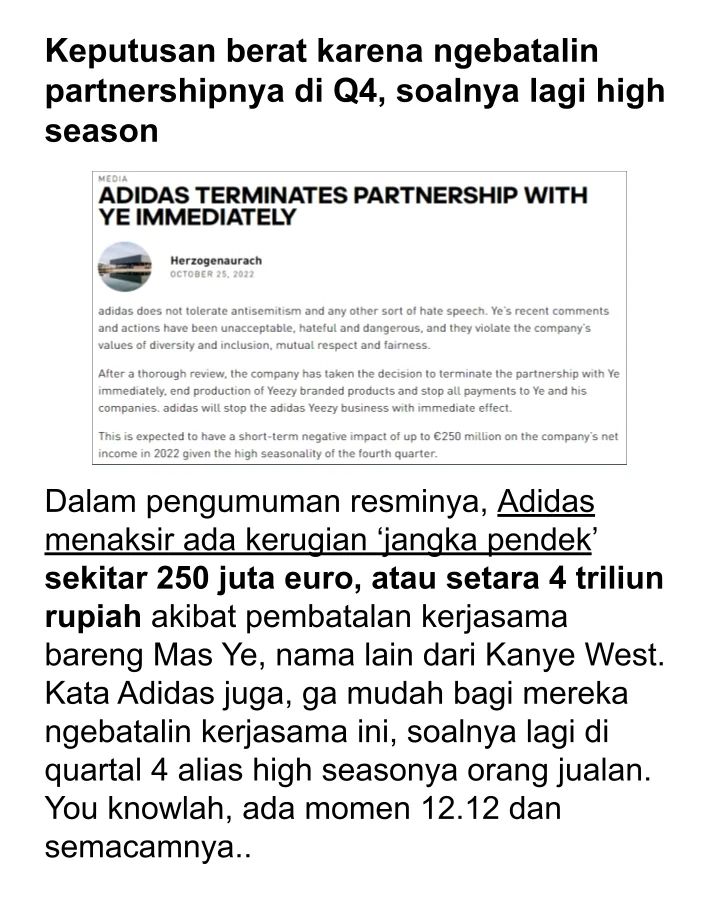 Keputusan berat karena ngebatalin
partnershipnya di Q4, soalnya lagi high
season
MEDIA
ADIDAS TERMINATES PARTNERSHIP WITH
YE IMMEDIATELY
Herzogenaurach
OCTOBER 25, 2022
adidas does not tolerate antisemitism and any other sort of hate speech. Ye's recent comments
and actions have been unacceptable, hateful and dangerous, and they violate the company's
values of diversity and inclusion, mutual respect and fairness.
After a thorough review, the company has taken the decision to terminate the partnership with Ye
immediately, end production of Yeezy branded products and stop all payments to Ye and his
companies. adidas will stop the adidas Yeezy business with immediate effect.
This is expected to have a short-term negative impact of up to €250 million on the company's net
income in 2022 given the high seasonality of the fourth quarter.
Dalam pengumuman resminya, Adidas
menaksir ada kerugian ‘jangka pendek’
sekitar 250 juta euro, atau setara 4 triliun
rupiah akibat pembatalan kerjasama
bareng Mas Ye, nama lain dari Kanye West.
Kata Adidas juga, ga mudah bagi mereka
ngebatalin kerjasama ini, soalnya lagi di
quartal 4 alias high seasonya orang jualan.
You knowlah, ada momen 12.12 dan
semacamnya..